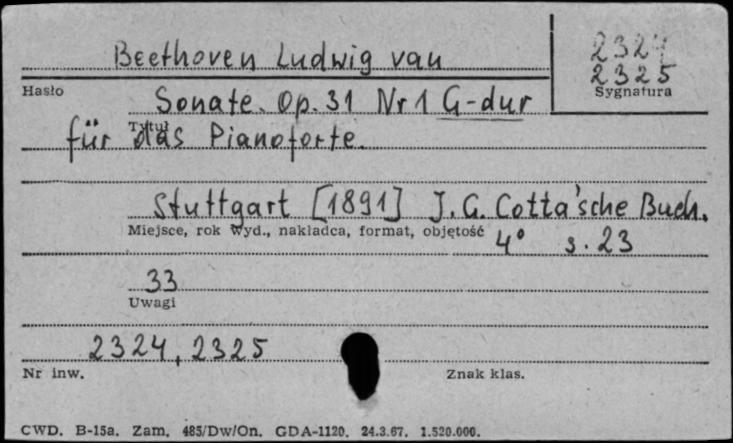 Beethoven Ludwig van
2324
2325
Hasło
Sygnatura
Sonate. Op. 31 Nr 1 G-dur
Tytuł
für das Pianoforte.
Stuttgart [1891] J. G. Cotta'sche Buch.
Miejsce, rok wyd., nakładca, format, objętość
4° s. 23
33
Uwagi
2324, 2325
Nr inw.
Znak klas.
CWD. B-15a. Zam. 485/Dw/On. GDA-1120. 24.3.67. 1.520.000.